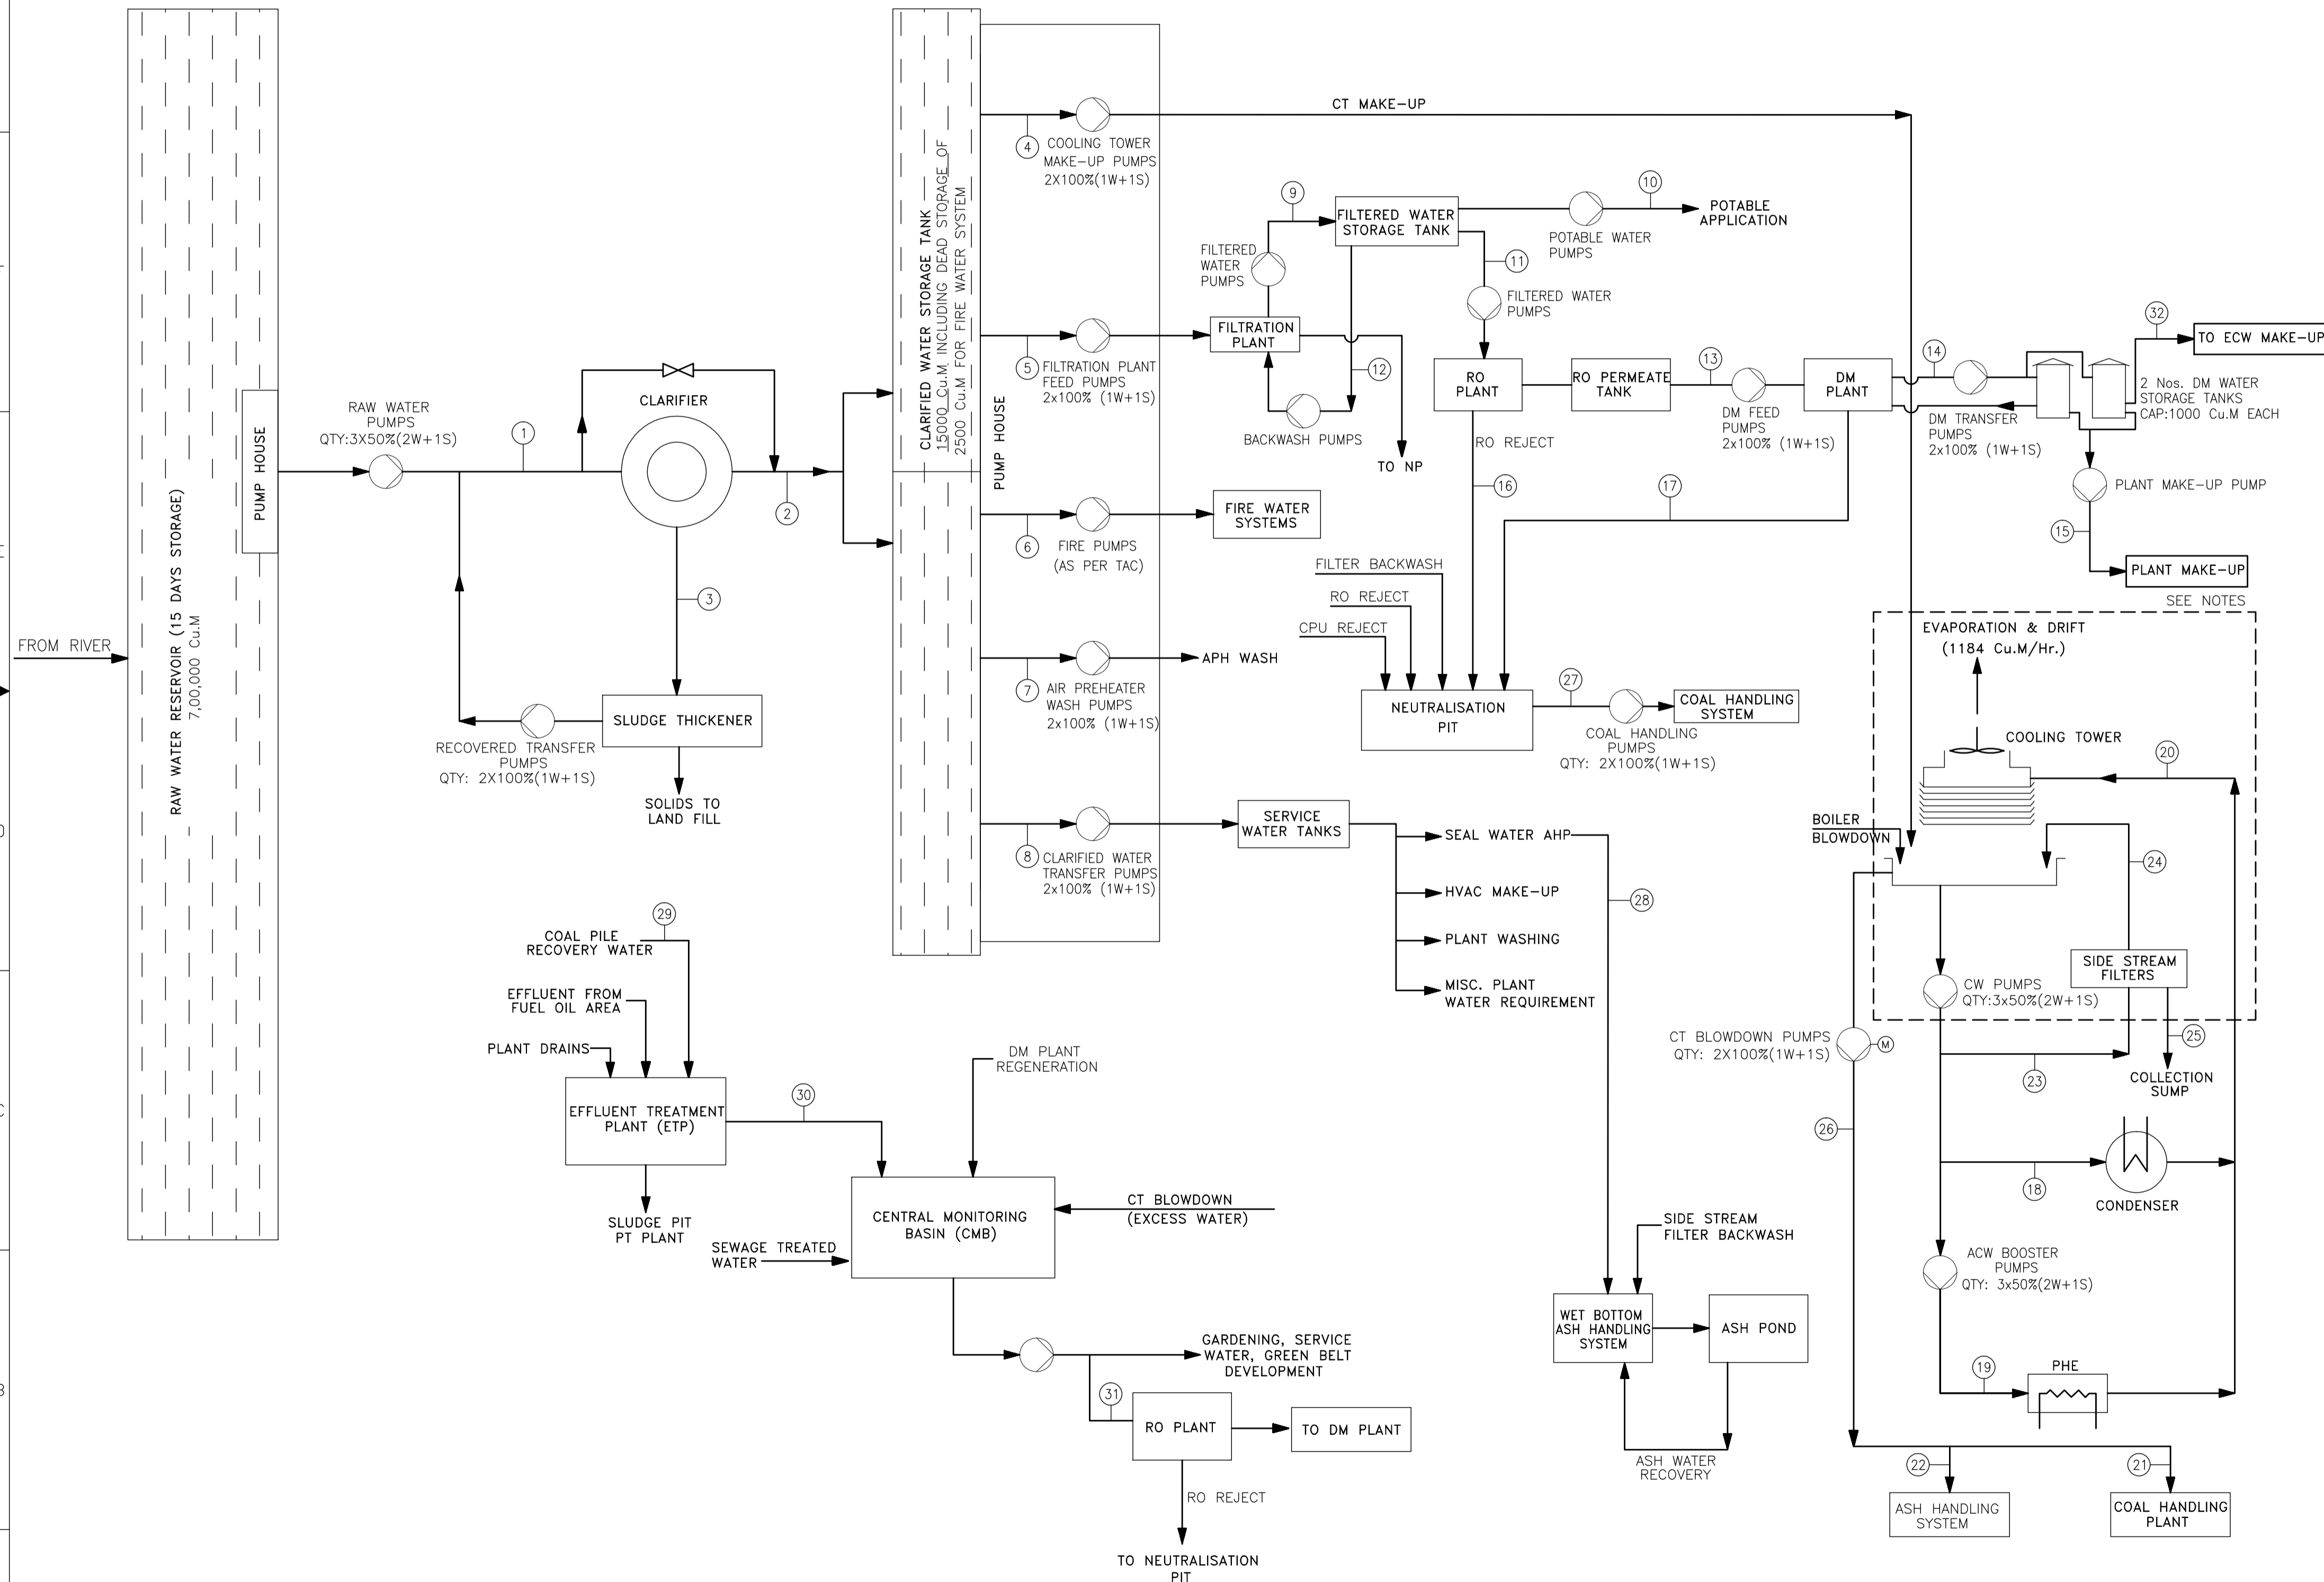 FROM RIVER
RAW WATER RESERVOIR (15 DAYS STORAGE)
7,00,000 Cu.M
PUMP HOUSE
RAW WATER
PUMPS
QTY:3X50%(2W+1S)
1
CLARIFIER
2
3
SLUDGE THICKENER
RECOVERED TRANSFER
PUMPS
QTY: 2X100%(1W+1S)
SOLIDS TO
LAND FILL
CLARIFIED WATER STORAGE TANK
15000 Cu.M INCLUDING DEAD STORAGE OF
2500 Cu.M FOR FIRE WATER SYSTEM
PUMP HOUSE
4
COOLING TOWER
MAKE-UP PUMPS
2X100%(1W+1S)
CT MAKE-UP
5
FILTRATION PLANT
FEED PUMPS
2x100% (1W+1S)
6
FIRE PUMPS
(AS PER TAC)
7
AIR PREHEATER
WASH PUMPS
2x100% (1W+1S)
8
CLARIFIED WATER
TRANSFER PUMPS
2x100% (1W+1S)
9
FILTERED
WATER
PUMPS
FILTRATION
PLANT
FILTERED WATER
STORAGE TANK
10
POTABLE WATER
PUMPS
POTABLE
APPLICATION
11
FILTERED WATER
PUMPS
12
BACKWASH PUMPS
TO NP
RO
PLANT
RO PERMEATE
TANK
13
DM FEED
PUMPS
2x100% (1W+1S)
DM
PLANT
14
DM TRANSFER
PUMPS
2x100% (1W+1S)
2 Nos. DM WATER
STORAGE TANKS
CAP:1000 Cu.M EACH
32
TO ECW MAKE-UP
PLANT MAKE-UP PUMP
15
PLANT MAKE-UP
SEE NOTES
RO REJECT
16
17
FIRE WATER
SYSTEMS
FILTER BACKWASH
RO REJECT
CPU REJECT
APH WASH
NEUTRALISATION
PIT
27
COAL HANDLING
PUMPS
QTY: 2X100%(1W+1S)
COAL HANDLING
SYSTEM
EVAPORATION & DRIFT
(1184 Cu.M/Hr.)
COOLING TOWER
20
BOILER
BLOWDOWN
24
SIDE STREAM
FILTERS
CW PUMPS
QTY:3x50%(2W+1S)
25
COLLECTION
SUMP
23
CT BLOWDOWN PUMPS
QTY: 2X100%(1W+1S)
M
26
18
CONDENSER
ACW BOOSTER
PUMPS
QTY: 3x50%(2W+1S)
19
PHE
22
21
ASH HANDLING
SYSTEM
COAL HANDLING
PLANT
SERVICE
WATER TANKS
SEAL WATER AHP
HVAC MAKE-UP
PLANT WASHING
MISC. PLANT
WATER REQUIREMENT
28
SIDE STREAM
FILTER BACKWASH
WET BOTTOM
ASH HANDLING
SYSTEM
ASH POND
ASH WATER
RECOVERY
29
COAL PILE
RECOVERY WATER
EFFLUENT FROM
FUEL OIL AREA
PLANT DRAINS
EFFLUENT TREATMENT
PLANT (ETP)
30
SLUDGE PIT
PT PLANT
DM PLANT
REGENERATION
CENTRAL MONITORING
BASIN (CMB)
CT BLOWDOWN
(EXCESS WATER)
SEWAGE TREATED
WATER
GARDENING, SERVICE
WATER, GREEN BELT
DEVELOPMENT
31
RO PLANT
TO DM PLANT
RO REJECT
TO NEUTRALISATION
PIT